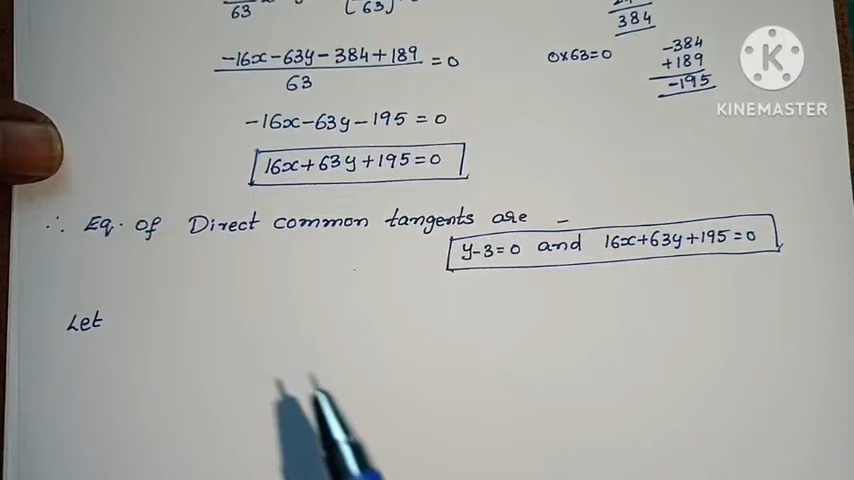 63
63
384
-16x-63y-384+189 = 0
63
0×63=0
-384
+189
-195
K
KINEMASTER
-16x-63y-195 = 0
16x+63y+195=0
∴ Eq. of Direct common tangents are -
y-3=0 and 16x+63y+195=0
Let